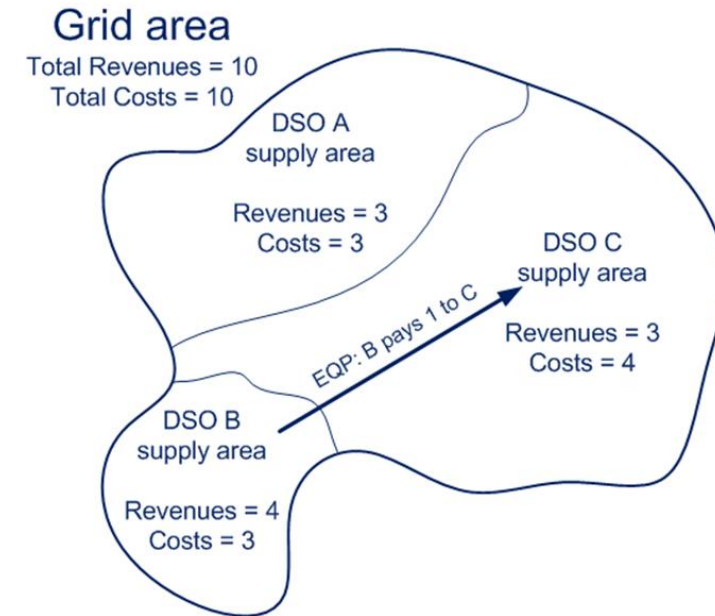 Grid area
Total Revenues = 10
Total Costs = 10
DSO A
supply area
Revenues = 3
Costs = 3
DSO C
supply area
Revenues = 3
Costs = 4
EQP: B pays 1 to C
DSO B
supply area
Revenues = 4
Costs = 3